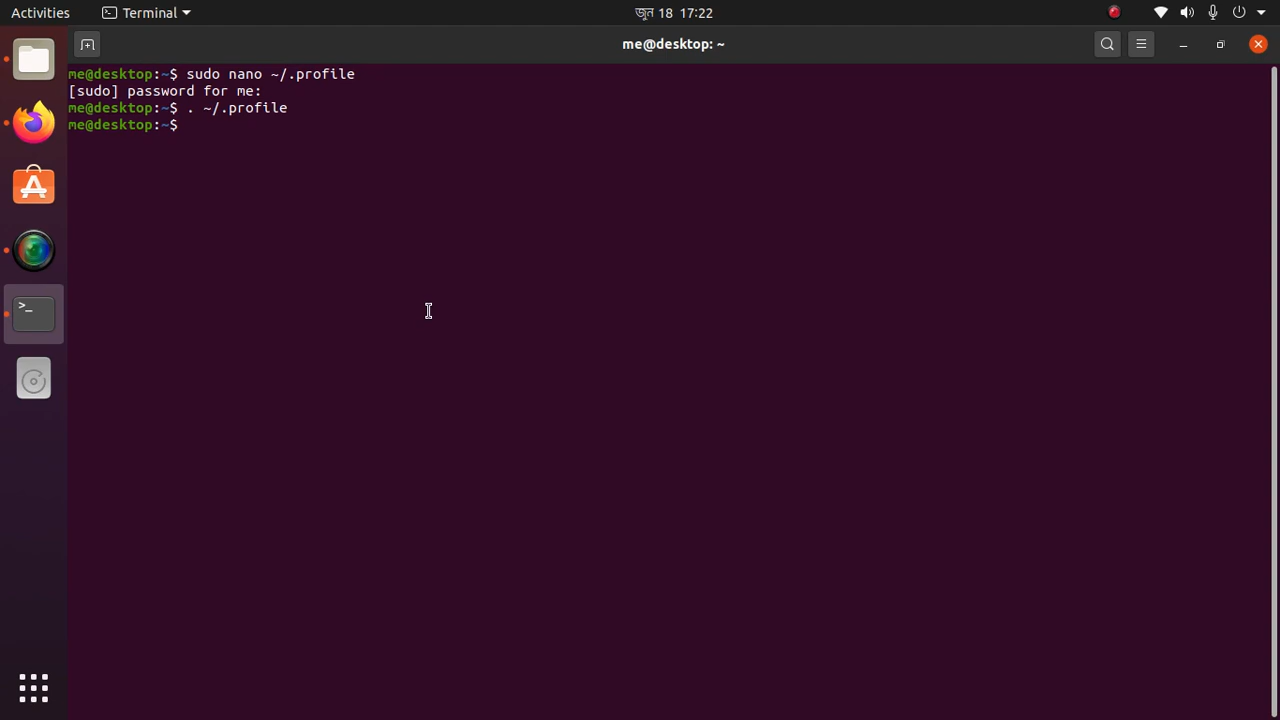 Activities
Terminal
জুন 18 17:22
me@desktop: ~
me@desktop:~$ sudo nano ~/.profile
[sudo] password for me:
me@desktop:~$ . ~/.profile
me@desktop:~$
>_